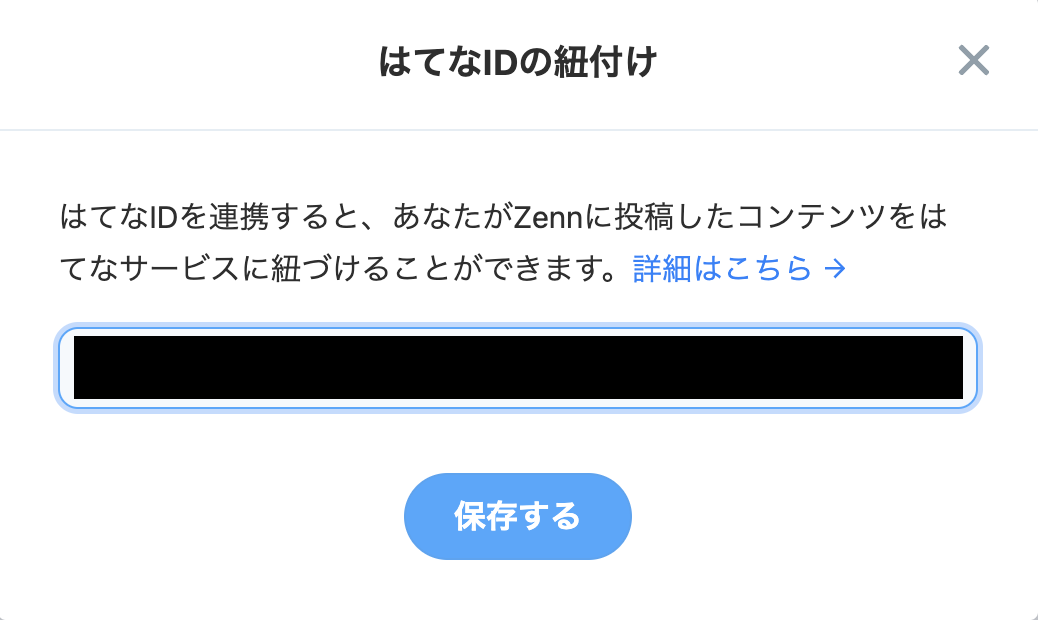 はてなIDの紐付け
はてなIDを連携すると、あなたがZennに投稿したコンテンツをは
てなサービスに紐づけることができます。詳細はこちら →
保存する